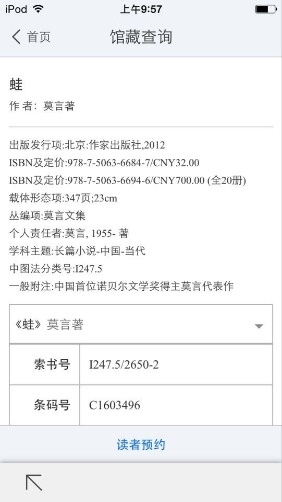 iPod 上午9:57
首页 馆藏查询
蛙
作 者：莫言著
出版发行项:北京:作家出版社,2012
ISBN及定价:978-7-5063-6684-7/CNY32.00
ISBN及定价:978-7-5063-6694-6/CNY700.00 (全20册)
载体形态项:347页;23cm
丛编项:莫言文集
个人责任者:莫言, 1955- 著
学科主题:长篇小说-中国-当代
中图法分类号:I247.5
一般附注:中国首位诺贝尔文学奖得主莫言代表作
《蛙》莫言著
索书号 I247.5/2650-2
条码号 C1603496
读者预约